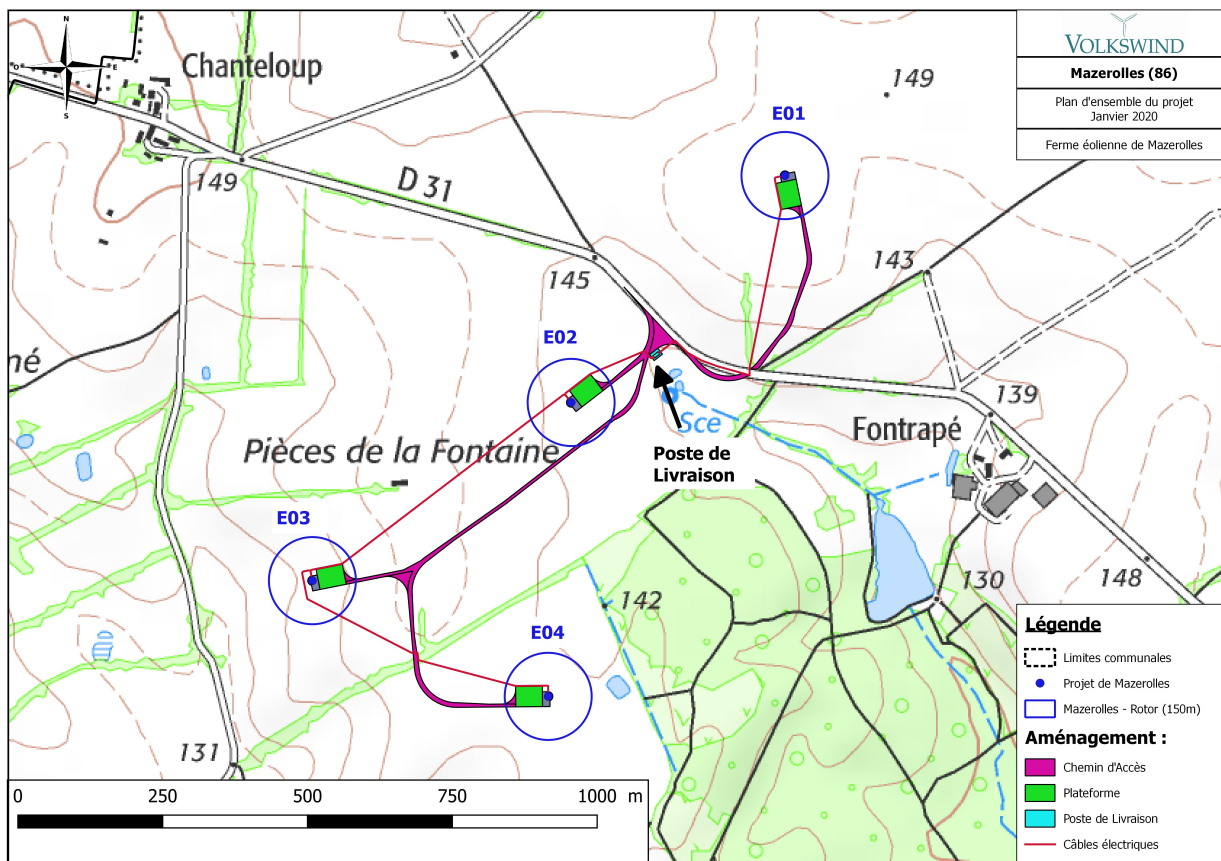 N
O
E
S
Chanteloup
149
VOLKSWIND
Mazerolles (86)
Plan d'ensemble du projet
Janvier 2020
Ferme éolienne de Mazerolles
E01
149
D 31
145
143
E02
né
Sce
139
Fontrapé
Pièces de la Fontaine
Poste de
Livraison
E03
142
130
148
E04
131
Légende
Limites communales
Projet de Mazerolles
Mazerolles - Rotor (150m)
Aménagement :
Chemin d'Accès
Plateforme
Poste de Livraison
Câbles électriques
0 250 500 750 1000 m